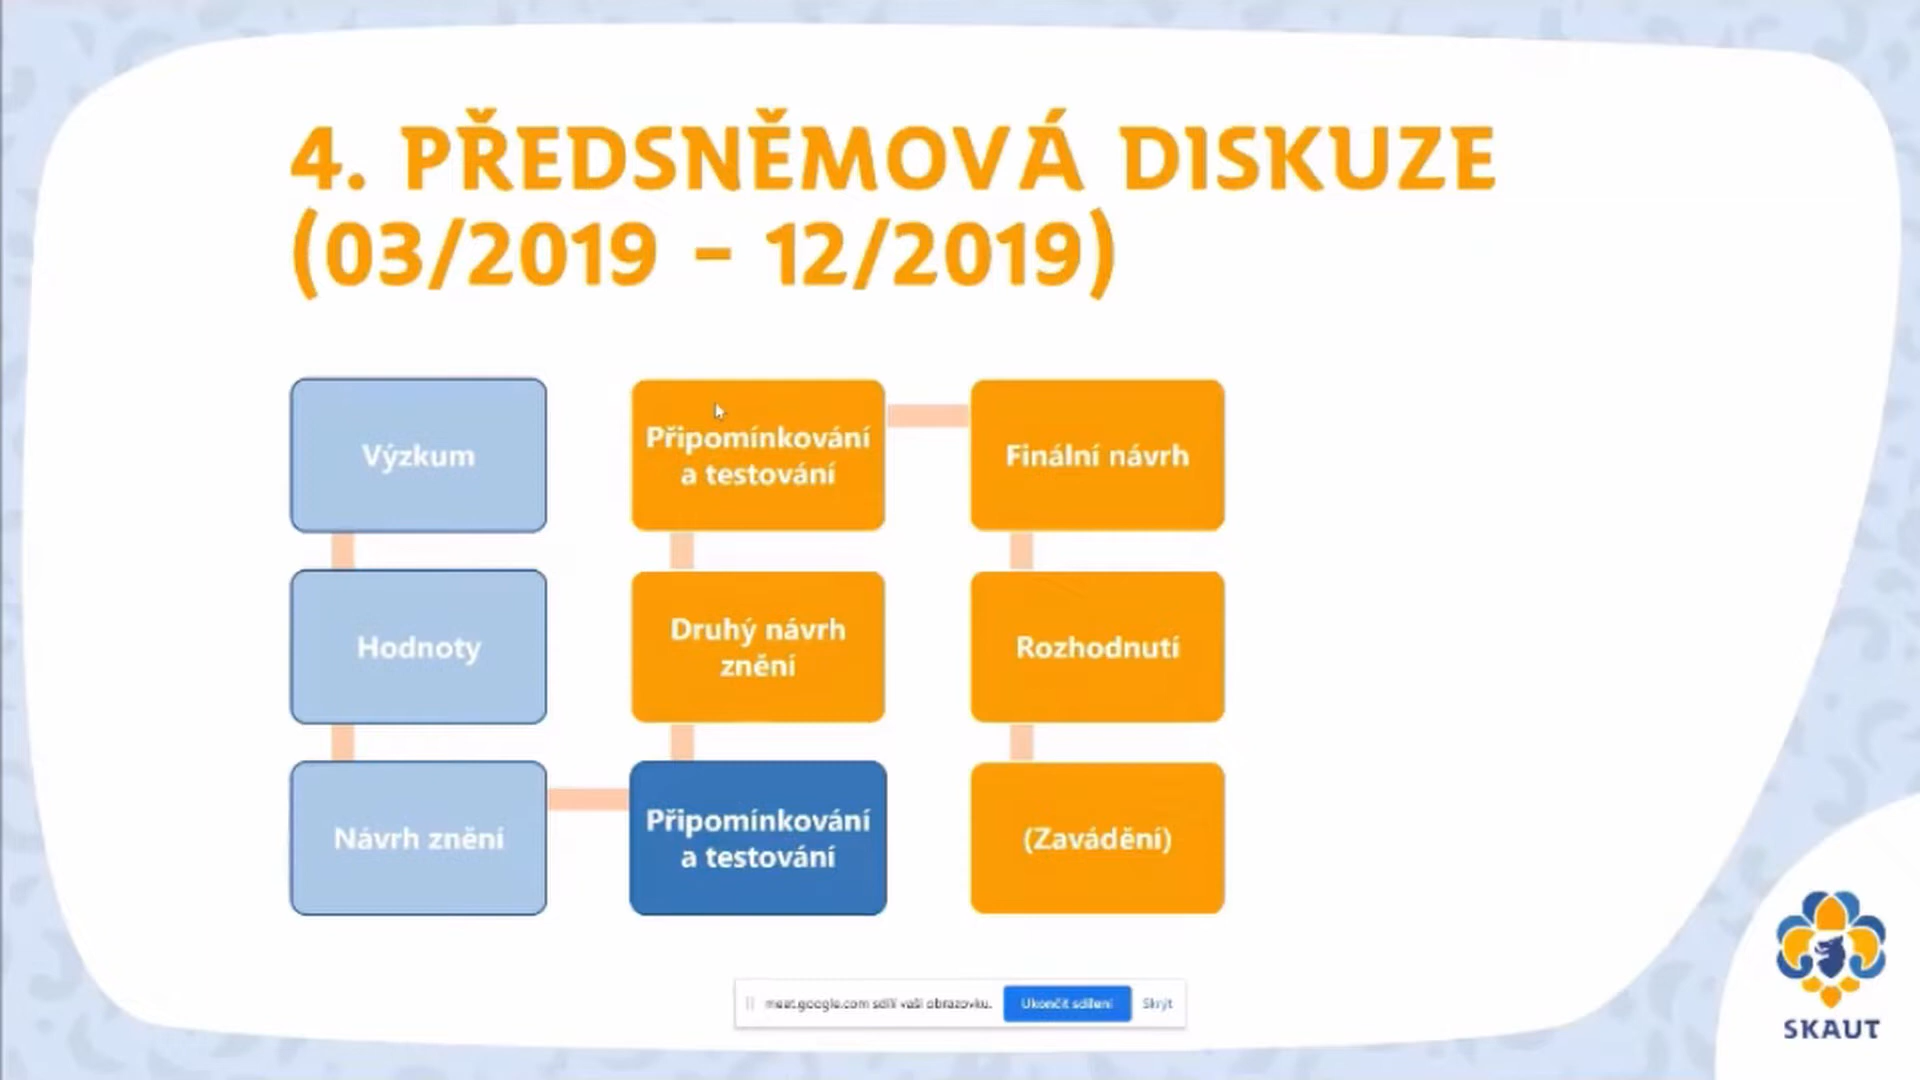 4. PŘEDSNĚMOVÁ DISKUZE
(03/2019 – 12/2019)
Výzkum
Hodnoty
Návrh znění
Připomínkování
a testování
Druhý návrh
znění
Připomínkování
a testování
Finální návrh
Rozhodnutí
(Zavádění)
meet.google.com sdílí vaši obrazovku.
Ukončit sdílení
Skrýt
SKAUT